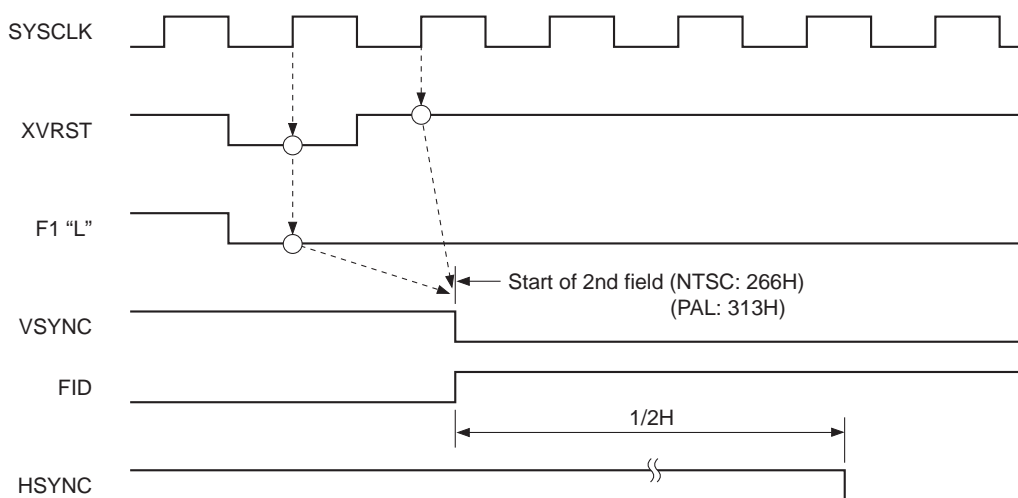 SYSCLK
XVRST
F1 “L”
Start of 2nd field (NTSC: 266H)
(PAL: 313H)
VSYNC
FID
1/2H
HSYNC